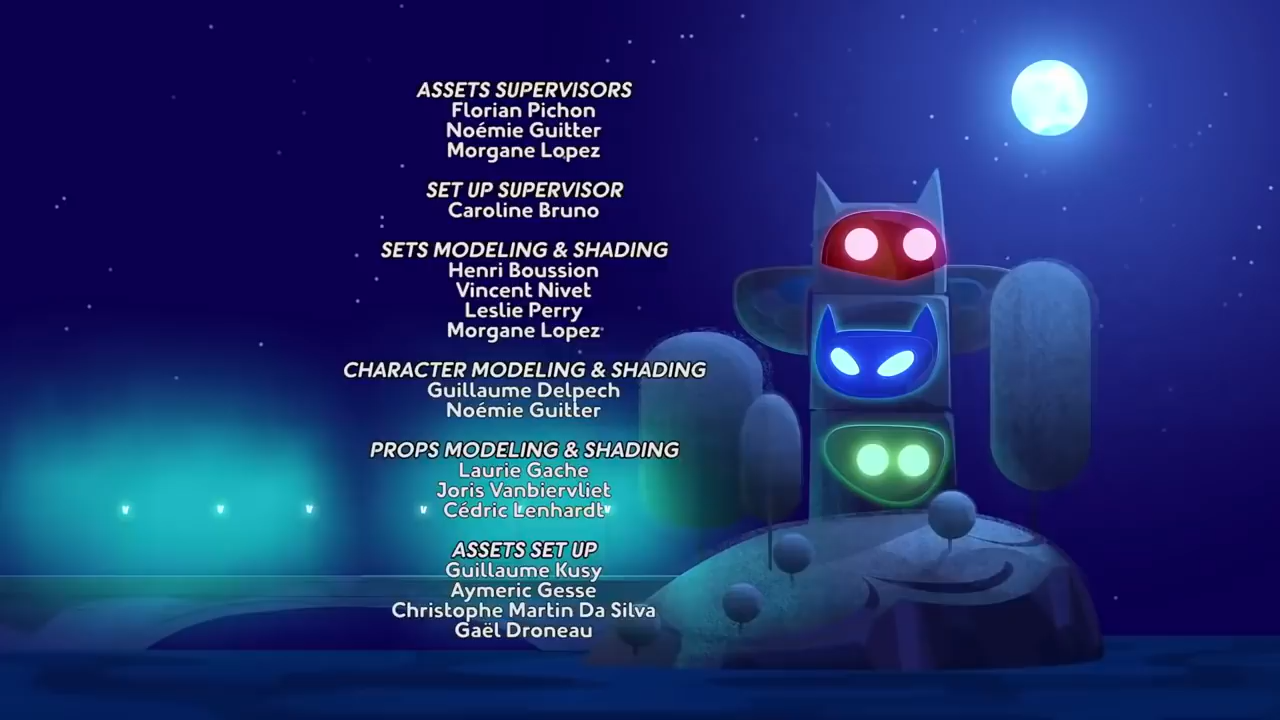 ASSETS SUPERVISORS
Florian Pichon
Noémie Guitter
Morgane Lopez
SET UP SUPERVISOR
Caroline Bruno
SETS MODELING & SHADING
Henri Boussion
Vincent Nivet
Leslie Perry
Morgane Lopez
CHARACTER MODELING & SHADING
Guillaume Delpech
Noémie Guitter
PROPS MODELING & SHADING
Laurie Gache
Joris Vanbiervliet
Cédric Lenhardt
ASSETS SET UP
Guillaume Kusy
Aymeric Gesse
Christophe Martin Da Silva
Gaël Droneau